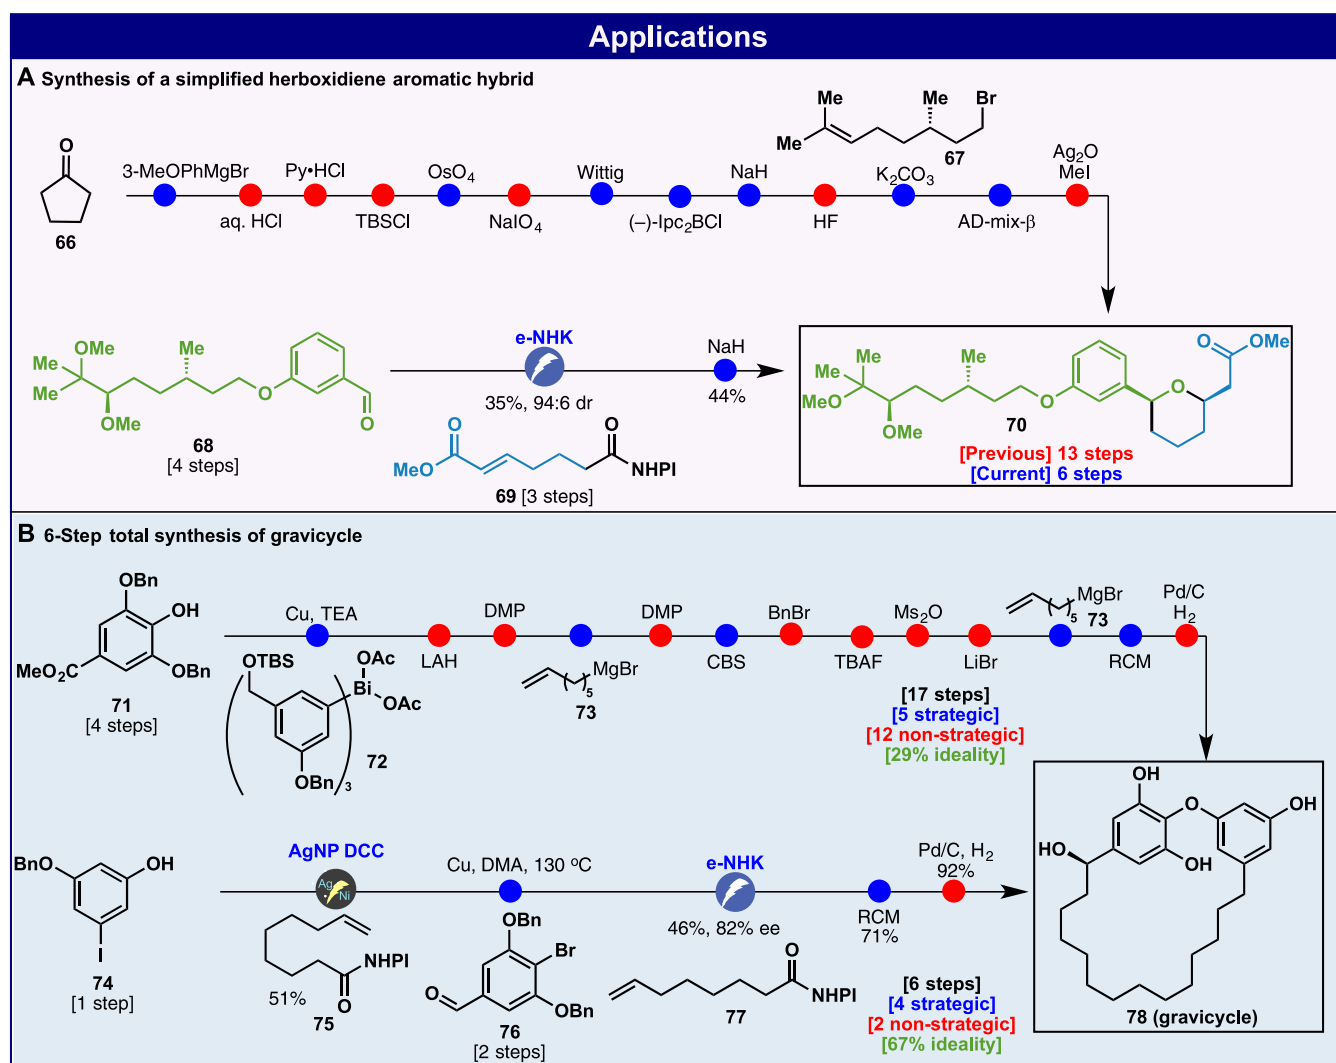 Applications
A Synthesis of a simplified herboxidiene aromatic hybrid
O
66
3-MeOPhMgBr
aq. HCl
Py•HCl
TBSCl
OsO4
NaIO4
Wittig
(–)-Ipc2BCl
NaH
HF
Me
Me
Me
Br
67
K2CO3
AD-mix-β
Ag2O
MeI
OMe
Me
Me
OMe
Me
O
O
68
[4 steps]
e-NHK
35%, 94:6 dr
NaH
44%
O
MeO
O
NHPI
69 [3 steps]
Me
Me
MeO
OMe
Me
O
O
O
OMe
70
[Previous] 13 steps
[Current] 6 steps
B 6-Step total synthesis of gravicycle
OBn
OH
MeO2C
OBn
71
[4 steps]
Cu, TEA
OTBS
OAc
Bi
OAc
OBn
3
72
LAH
DMP
MgBr
5
73
DMP
CBS
BnBr
TBAF
Ms2O
LiBr
MgBr
5
73
RCM
Pd/C
H2
[17 steps]
[5 strategic]
[12 non-strategic]
[29% ideality]
BnO
OH
I
74
[1 step]
AgNP DCC
Ag
Ni
51%
NHPI
O
75
Cu, DMA, 130 ºC
OBn
Br
O
OBn
76
[2 steps]
e-NHK
46%, 82% ee
O
NHPI
77
RCM
71%
Pd/C, H2
92%
[6 steps]
[4 strategic]
[2 non-strategic]
[67% ideality]
OH
O
OH
HO
OH
78 (gravicycle)